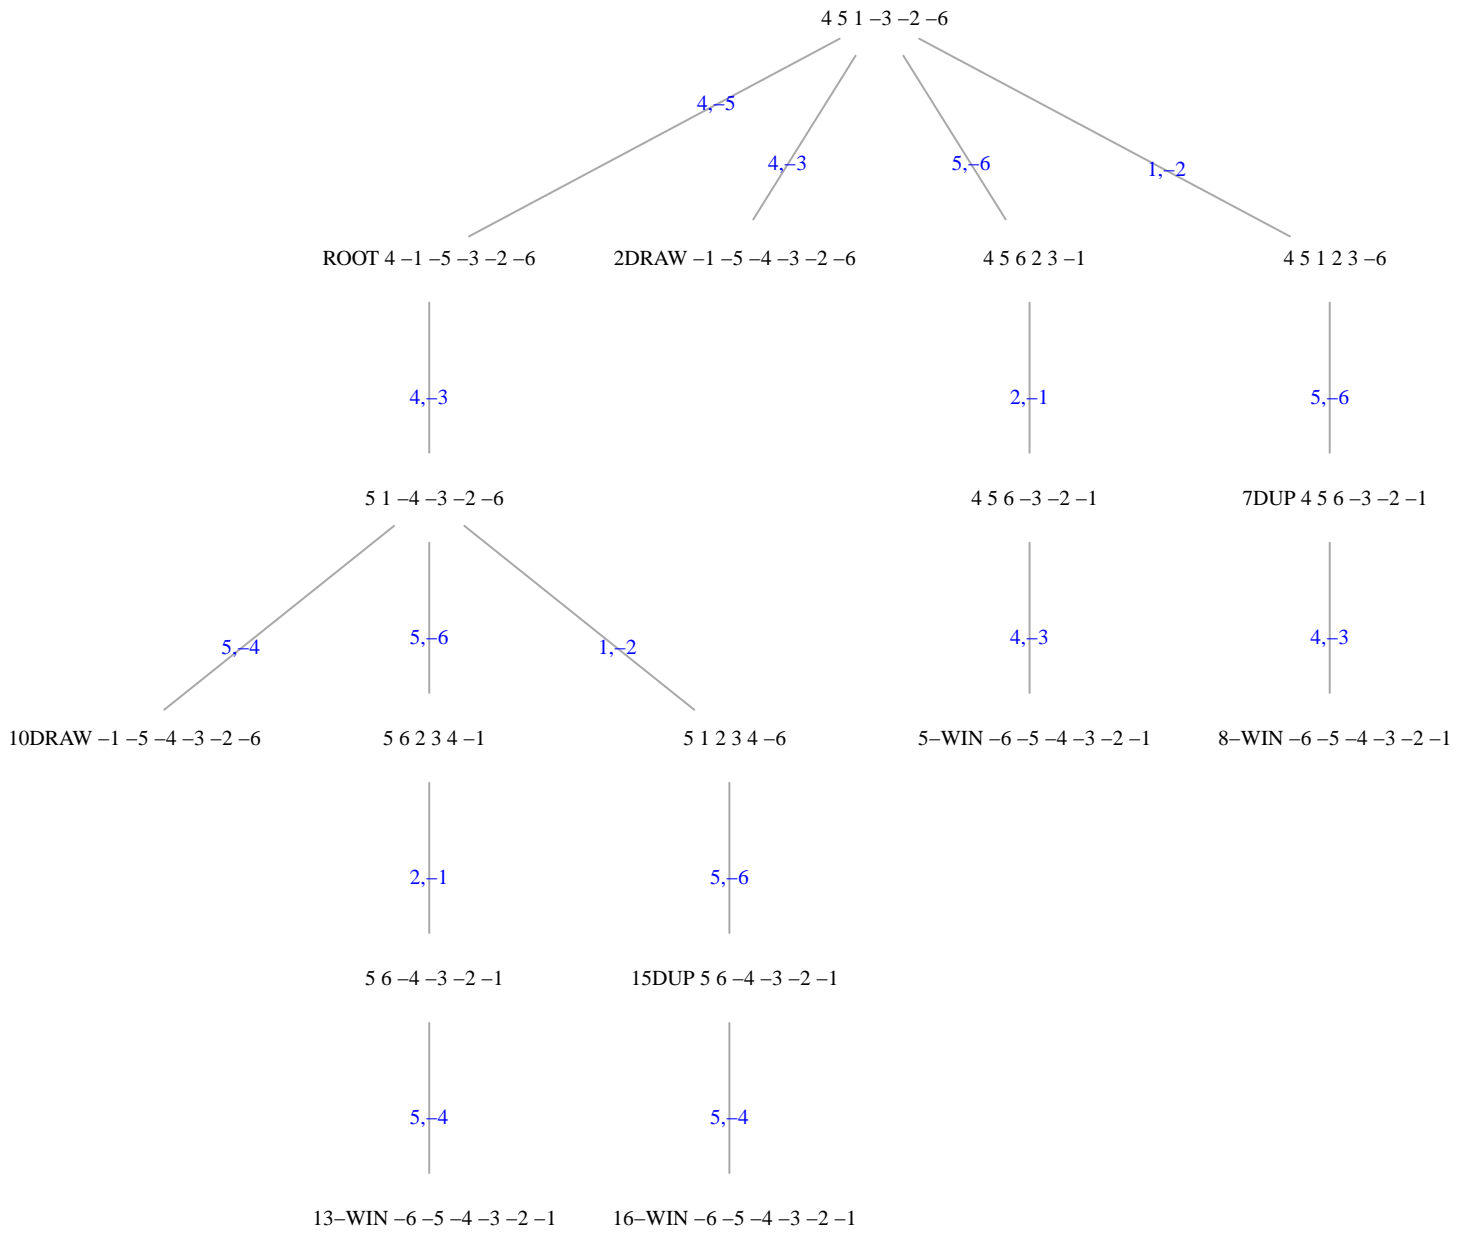 4 5 1 –3 –2 –6
4,–5
4,–3
5,–6
1,–2
ROOT 4 –1 –5 –3 –2 –6
2DRAW –1 –5 –4 –3 –2 –6
4 5 6 2 3 –1
4 5 1 2 3 –6
4,–3
2,–1
5,–6
5 1 –4 –3 –2 –6
4 5 6 –3 –2 –1
7DUP 4 5 6 –3 –2 –1
5,–4
5,–6
1,–2
4,–3
4,–3
10DRAW –1 –5 –4 –3 –2 –6
5 6 2 3 4 –1
5 1 2 3 4 –6
5–WIN –6 –5 –4 –3 –2 –1
8–WIN –6 –5 –4 –3 –2 –1
2,–1
5,–6
5 6 –4 –3 –2 –1
15DUP 5 6 –4 –3 –2 –1
5,–4
5,–4
13–WIN –6 –5 –4 –3 –2 –1
16–WIN –6 –5 –4 –3 –2 –1